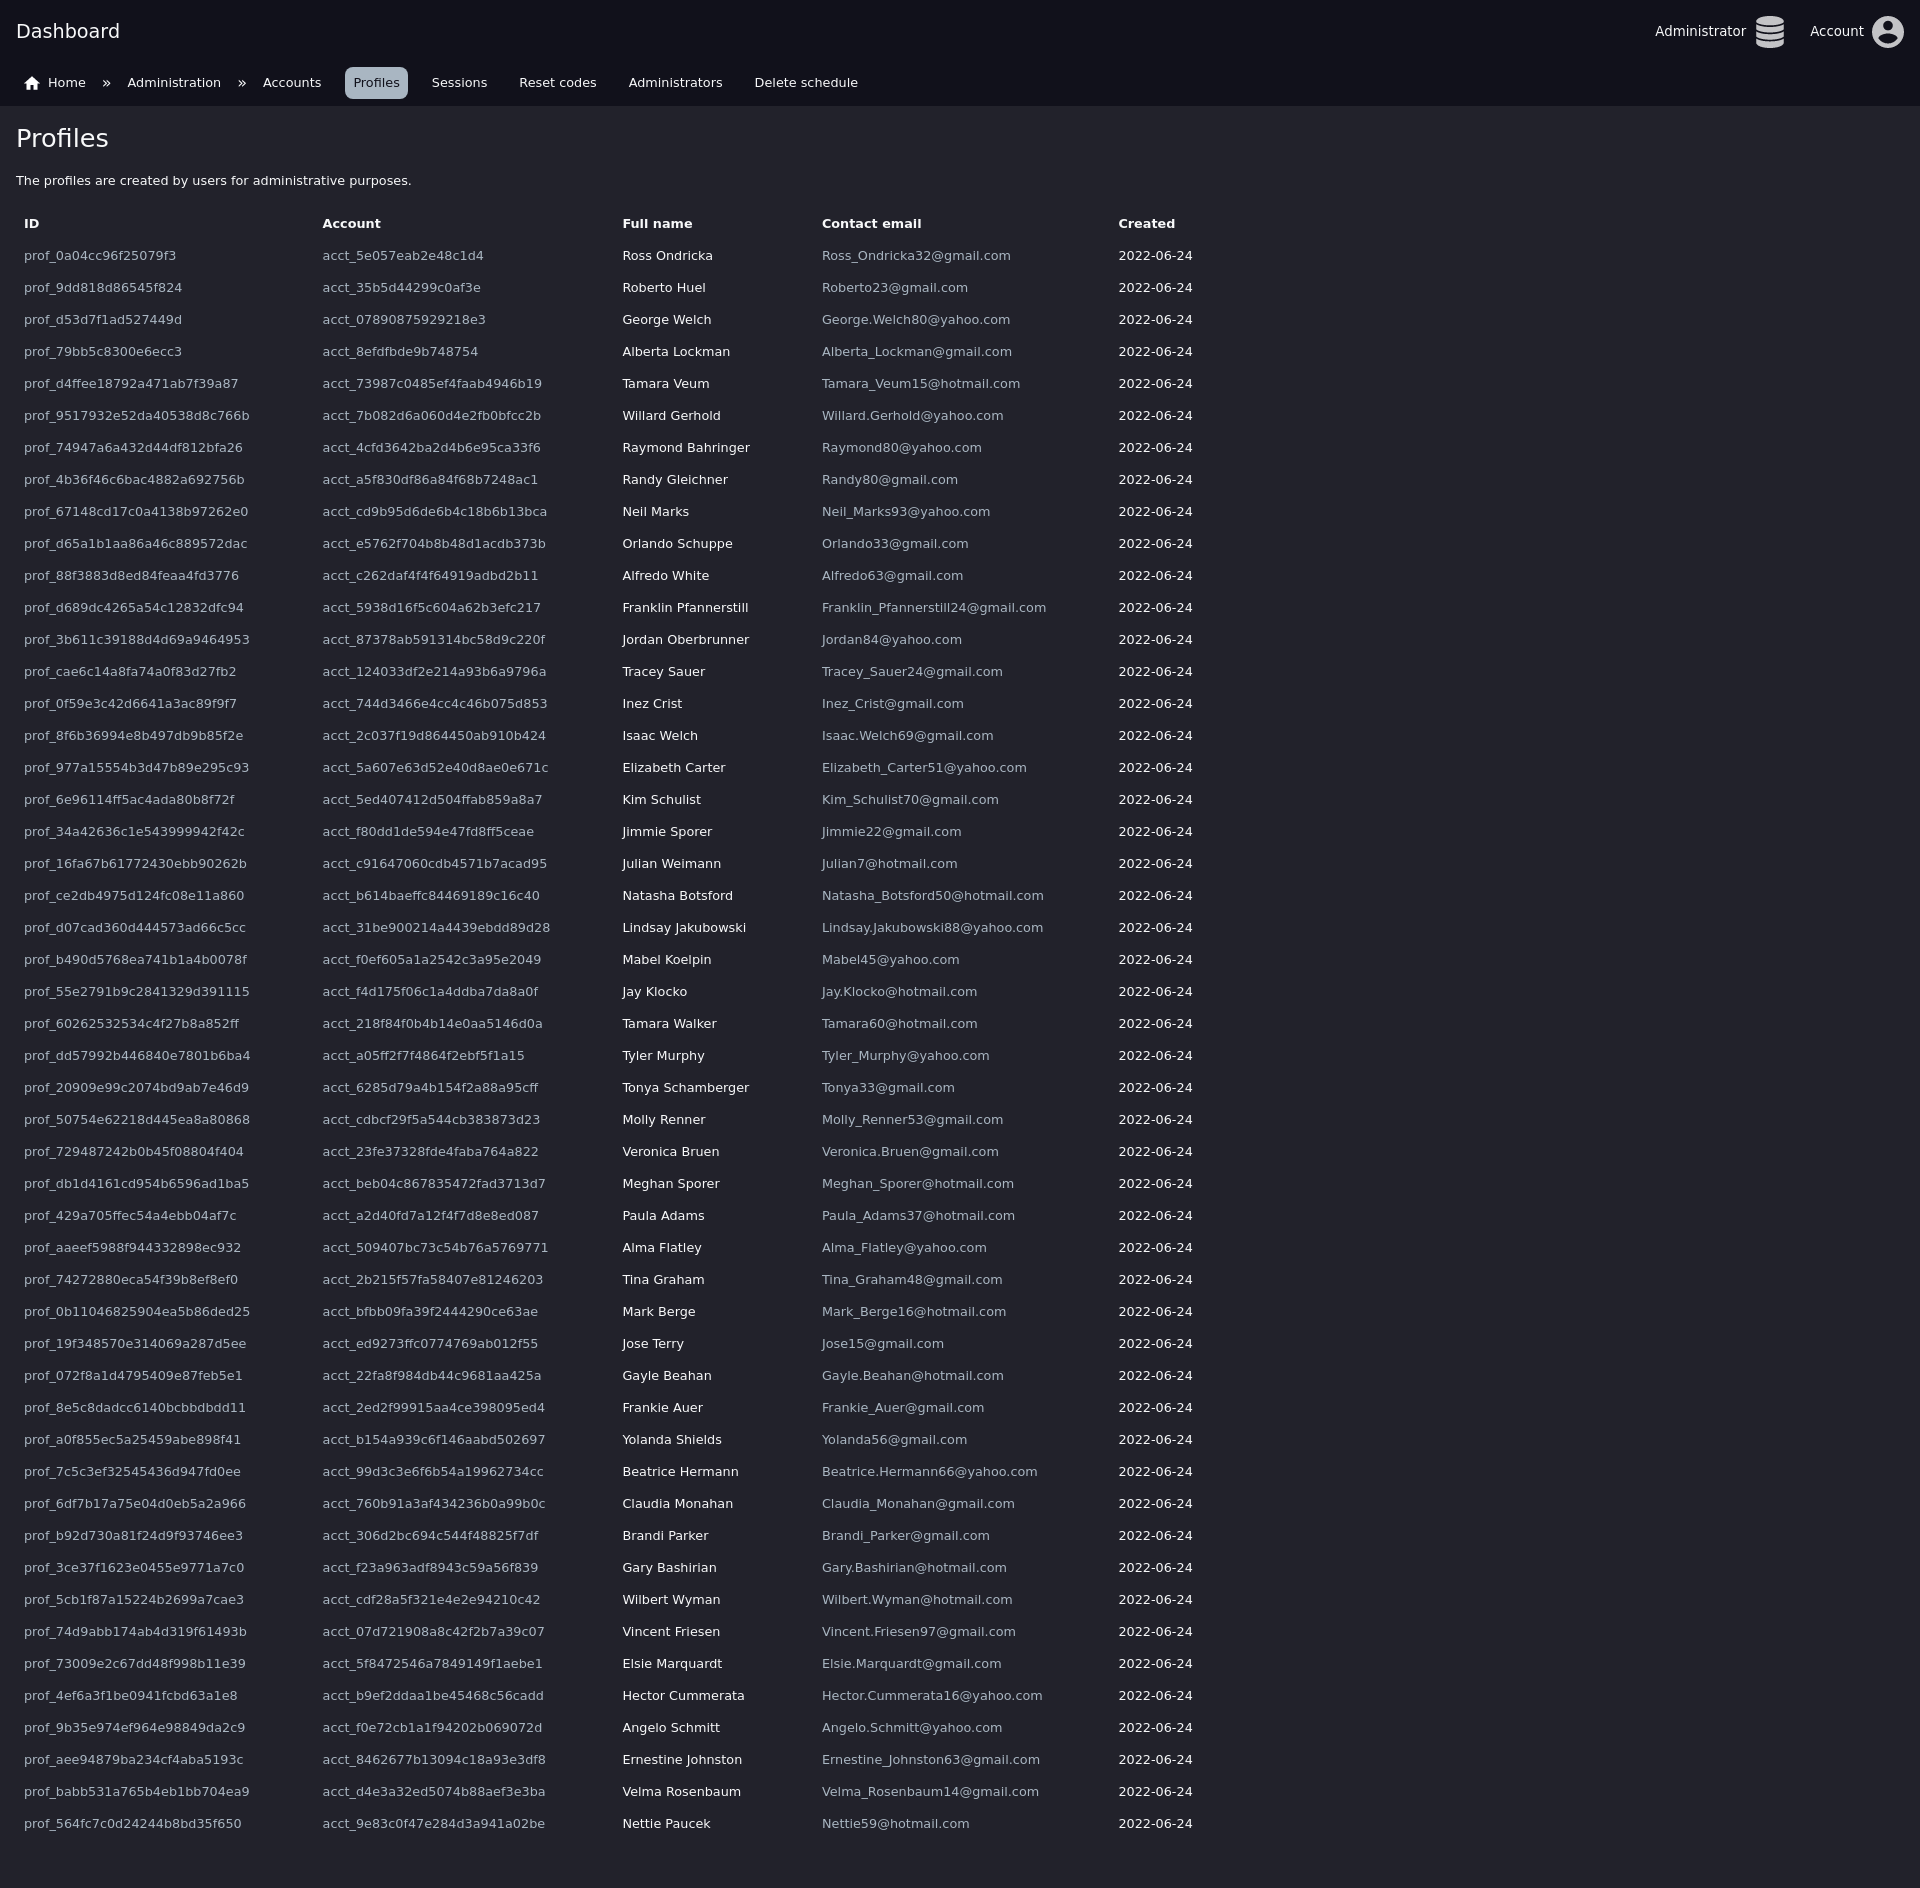 Dashboard
Administrator Account
Home » Administration » Accounts Profiles Sessions Reset codes Administrators Delete schedule
Profiles
The profiles are created by users for administrative purposes.
ID Account Full name Contact email Created
prof_0a04cc96f25079f3 acct_5e057eab2e48c1d4 Ross Ondricka Ross_Ondricka32@gmail.com 2022-06-24
prof_9dd818d86545f824 acct_35b5d44299c0af3e Roberto Huel Roberto23@gmail.com 2022-06-24
prof_d53d7f1ad527449d acct_07890875929218e3 George Welch George.Welch80@yahoo.com 2022-06-24
prof_79bb5c8300e6ecc3 acct_8efdfbde9b748754 Alberta Lockman Alberta_Lockman@gmail.com 2022-06-24
prof_d4ffee18792a471ab7f39a87 acct_73987c0485ef4faab4946b19 Tamara Veum Tamara_Veum15@hotmail.com 2022-06-24
prof_9517932e52da40538d8c766b acct_7b082d6a060d4e2fb0bfcc2b Willard Gerhold Willard.Gerhold@yahoo.com 2022-06-24
prof_74947a6a432d44df812bfa26 acct_4cfd3642ba2d4b6e95ca33f6 Raymond Bahringer Raymond80@yahoo.com 2022-06-24
prof_4b36f46c6bac4882a692756b acct_a5f830df86a84f68b7248ac1 Randy Gleichner Randy80@gmail.com 2022-06-24
prof_67148cd17c0a4138b97262e0 acct_cd9b95d6de6b4c18b6b13bca Neil Marks Neil_Marks93@yahoo.com 2022-06-24
prof_d65a1b1aa86a46c889572dac acct_e5762f704b8b48d1acdb373b Orlando Schuppe Orlando33@gmail.com 2022-06-24
prof_88f3883d8ed84feaa4fd3776 acct_c262daf4f4f64919adbd2b11 Alfredo White Alfredo63@gmail.com 2022-06-24
prof_d689dc4265a54c12832dfc94 acct_5938d16f5c604a62b3efc217 Franklin Pfannerstill Franklin_Pfannerstill24@gmail.com 2022-06-24
prof_3b611c39188d4d69a9464953 acct_87378ab591314bc58d9c220f Jordan Oberbrunner Jordan84@yahoo.com 2022-06-24
prof_cae6c14a8fa74a0f83d27fb2 acct_124033df2e214a93b6a9796a Tracey Sauer Tracey_Sauer24@gmail.com 2022-06-24
prof_0f59e3c42d6641a3ac89f9f7 acct_744d3466e4cc4c46b075d853 Inez Crist Inez_Crist@gmail.com 2022-06-24
prof_8f6b36994e8b497db9b85f2e acct_2c037f19d864450ab910b424 Isaac Welch Isaac.Welch69@gmail.com 2022-06-24
prof_977a15554b3d47b89e295c93 acct_5a607e63d52e40d8ae0e671c Elizabeth Carter Elizabeth_Carter51@yahoo.com 2022-06-24
prof_6e96114ff5ac4ada80b8f72f acct_5ed407412d504ffab859a8a7 Kim Schulist Kim_Schulist70@gmail.com 2022-06-24
prof_34a42636c1e543999942f42c acct_f80dd1de594e47fd8ff5ceae Jimmie Sporer Jimmie22@gmail.com 2022-06-24
prof_16fa67b61772430ebb90262b acct_c91647060cdb4571b7acad95 Julian Weimann Julian7@hotmail.com 2022-06-24
prof_ce2db4975d124fc08e11a860 acct_b614baeffc84469189c16c40 Natasha Botsford Natasha_Botsford50@hotmail.com 2022-06-24
prof_d07cad360d444573ad66c5cc acct_31be900214a4439ebdd89d28 Lindsay Jakubowski Lindsay.Jakubowski88@yahoo.com 2022-06-24
prof_b490d5768ea741b1a4b0078f acct_f0ef605a1a2542c3a95e2049 Mabel Koelpin Mabel45@yahoo.com 2022-06-24
prof_55e2791b9c2841329d391115 acct_f4d175f06c1a4ddba7da8a0f Jay Klocko Jay.Klocko@hotmail.com 2022-06-24
prof_60262532534c4f27b8a852ff acct_218f84f0b4b14e0aa5146d0a Tamara Walker Tamara60@hotmail.com 2022-06-24
prof_dd57992b446840e7801b6ba4 acct_a05ff2f7f4864f2ebf5f1a15 Tyler Murphy Tyler_Murphy@yahoo.com 2022-06-24
prof_20909e99c2074bd9ab7e46d9 acct_6285d79a4b154f2a88a95cff Tonya Schamberger Tonya33@gmail.com 2022-06-24
prof_50754e62218d445ea8a80868 acct_cdbcf29f5a544cb383873d23 Molly Renner Molly_Renner53@gmail.com 2022-06-24
prof_729487242b0b45f08804f404 acct_23fe37328fde4faba764a822 Veronica Bruen Veronica.Bruen@gmail.com 2022-06-24
prof_db1d4161cd954b6596ad1ba5 acct_beb04c867835472fad3713d7 Meghan Sporer Meghan_Sporer@hotmail.com 2022-06-24
prof_429a705ffec54a4ebb04af7c acct_a2d40fd7a12f4f7d8e8ed087 Paula Adams Paula_Adams37@hotmail.com 2022-06-24
prof_aaeef5988f944332898ec932 acct_509407bc73c54b76a5769771 Alma Flatley Alma_Flatley@yahoo.com 2022-06-24
prof_74272880eca54f39b8ef8ef0 acct_2b215f57fa58407e81246203 Tina Graham Tina_Graham48@gmail.com 2022-06-24
prof_0b11046825904ea5b86ded25 acct_bfbb09fa39f2444290ce63ae Mark Berge Mark_Berge16@hotmail.com 2022-06-24
prof_19f348570e314069a287d5ee acct_ed9273ffc0774769ab012f55 Jose Terry Jose15@gmail.com 2022-06-24
prof_072f8a1d4795409e87feb5e1 acct_22fa8f984db44c9681aa425a Gayle Beahan Gayle.Beahan@hotmail.com 2022-06-24
prof_8e5c8dadcc6140bcbbdbdd11 acct_2ed2f99915aa4ce398095ed4 Frankie Auer Frankie_Auer@gmail.com 2022-06-24
prof_a0f855ec5a25459abe898f41 acct_b154a939c6f146aabd502697 Yolanda Shields Yolanda56@gmail.com 2022-06-24
prof_7c5c3ef32545436d947fd0ee acct_99d3c3e6f6b54a19962734cc Beatrice Hermann Beatrice.Hermann66@yahoo.com 2022-06-24
prof_6df7b17a75e04d0eb5a2a966 acct_760b91a3af434236b0a99b0c Claudia Monahan Claudia_Monahan@gmail.com 2022-06-24
prof_b92d730a81f24d9f93746ee3 acct_306d2bc694c544f48825f7df Brandi Parker Brandi_Parker@gmail.com 2022-06-24
prof_3ce37f1623e0455e9771a7c0 acct_f23a963adf8943c59a56f839 Gary Bashirian Gary.Bashirian@hotmail.com 2022-06-24
prof_5cb1f87a15224b2699a7cae3 acct_cdf28a5f321e4e2e94210c42 Wilbert Wyman Wilbert.Wyman@hotmail.com 2022-06-24
prof_74d9abb174ab4d319f61493b acct_07d721908a8c42f2b7a39c07 Vincent Friesen Vincent.Friesen97@gmail.com 2022-06-24
prof_73009e2c67dd48f998b11e39 acct_5f8472546a7849149f1aebe1 Elsie Marquardt Elsie.Marquardt@gmail.com 2022-06-24
prof_4ef6a3f1be0941fcbd63a1e8 acct_b9ef2ddaa1be45468c56cadd Hector Cummerata Hector.Cummerata16@yahoo.com 2022-06-24
prof_9b35e974ef964e98849da2c9 acct_f0e72cb1a1f94202b069072d Angelo Schmitt Angelo.Schmitt@yahoo.com 2022-06-24
prof_aee94879ba234cf4aba5193c acct_8462677b13094c18a93e3df8 Ernestine Johnston Ernestine_Johnston63@gmail.com 2022-06-24
prof_babb531a765b4eb1bb704ea9 acct_d4e3a32ed5074b88aef3e3ba Velma Rosenbaum Velma_Rosenbaum14@gmail.com 2022-06-24
prof_564fc7c0d24244b8bd35f650 acct_9e83c0f47e284d3a941a02be Nettie Paucek Nettie59@hotmail.com 2022-06-24